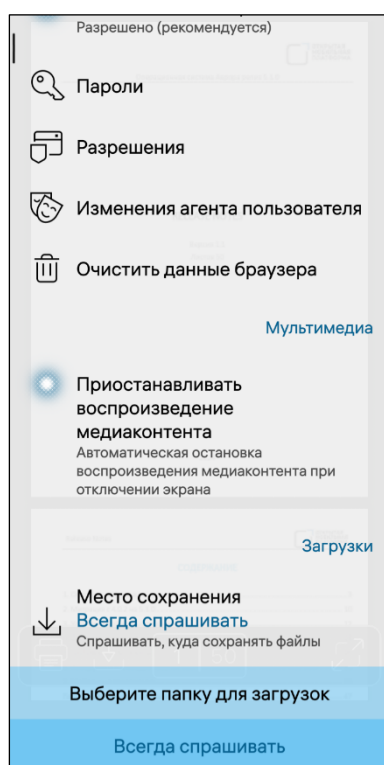 Разрешено (рекомендуется)
Пароли
Разрешения
Изменения агента пользователя
Очистить данные браузера
Мультимедиа
Приостанавливать
воспроизведение
медиаконтента
Автоматическая остановка
воспроизведения медиаконтента при
отключении экрана
Загрузки
Место сохранения
Всегда спрашивать
Спрашивать, куда сохранять файлы
Выберите папку для загрузок
Всегда спрашивать